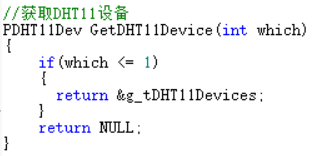 //获取DHT11设备
PDHT11Dev GetDHT11Device(int which)
{
    if(which <= 1)
    {
      return &g_tDHT11Devices;
    }
    return NULL;
}